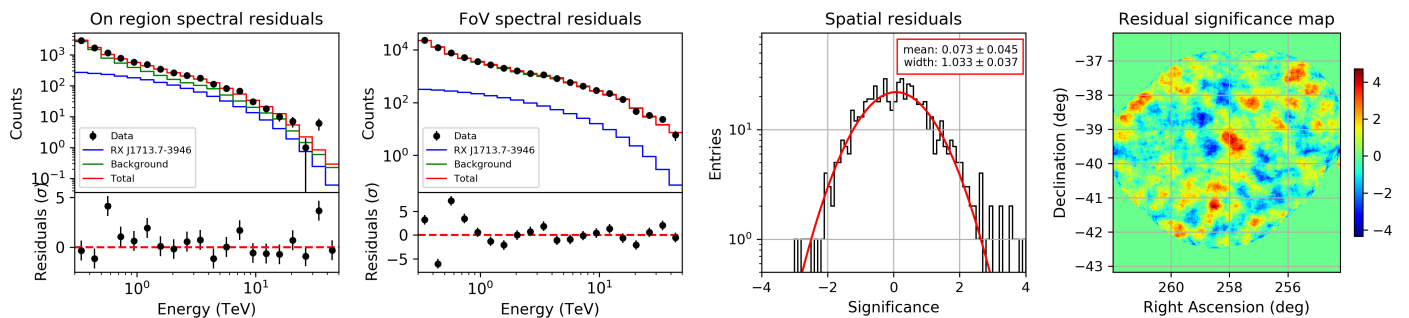 On region spectral residuals
Counts
10³
10²
10¹
10⁰
10⁻¹
Data
RX J1713.7-3946
Background
Total
Residuals (σ)
5
0
10⁰
10¹
Energy (TeV)
FoV spectral residuals
Counts
10⁴
10²
10⁰
Data
RX J1713.7-3946
Background
Total
Residuals (σ)
5
0
−5
10⁰
10¹
Energy (TeV)
Spatial residuals
mean: 0.073 ± 0.045
width: 1.033 ± 0.037
Entries
10¹
10⁰
−4
−2
0
2
4
Significance
Residual significance map
Declination (deg)
−37
−38
−39
−40
−41
−42
−43
260
258
256
Right Ascension (deg)
4
2
0
−2
−4